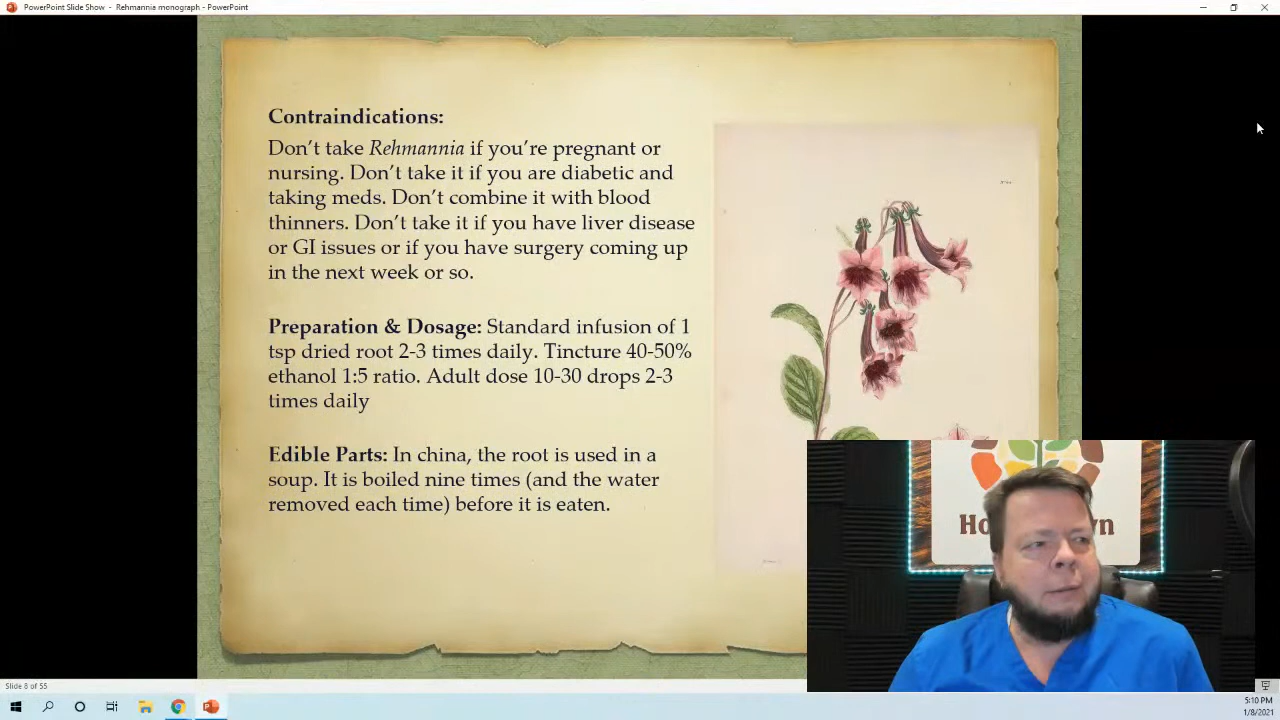 PowerPoint Slide Show - Rehmannia monograph - PowerPoint
Contraindications:
Don't take Rehmannia if you're pregnant or
nursing. Don't take it if you are diabetic and
taking meds. Don't combine it with blood
thinners. Don't take it if you have liver disease
or GI issues or if you have surgery coming up
in the next week or so.
Preparation & Dosage: Standard infusion of 1
tsp dried root 2-3 times daily. Tincture 40-50%
ethanol 1:5 ratio. Adult dose 10-30 drops 2-3
times daily
Edible Parts: In china, the root is used in a
soup. It is boiled nine times (and the water
removed each time) before it is eaten.
Slide 8 of 55
5:10 PM
1/8/2021